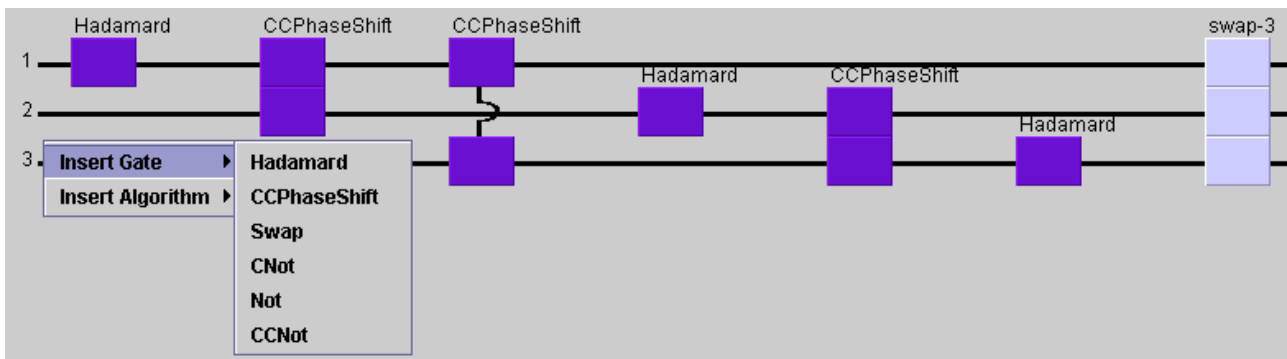 Hadamard CCPhaseShift CCPhaseShift swap-3
1
Hadamard CCPhaseShift
2
Hadamard
3
Insert Gate
Insert Algorithm
Hadamard
CCPhaseShift
Swap
CNot
Not
CCNot